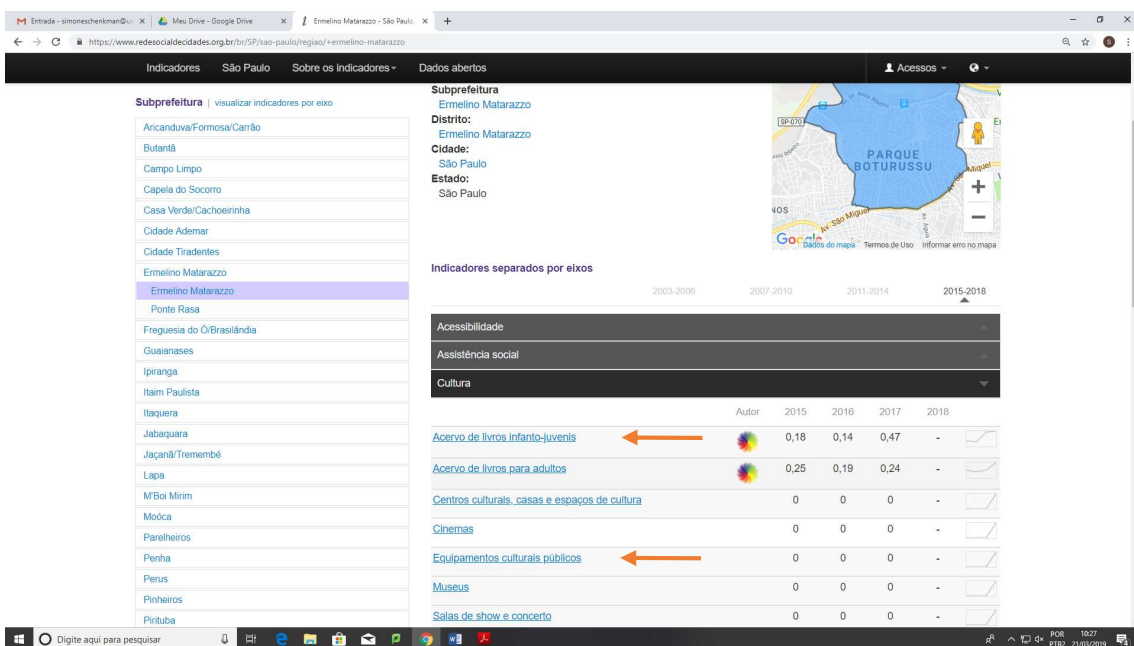 Entrada - simoneschenkman@u
Meu Drive - Google Drive
Ermelino Matarazzo - São Paulo,
https://www.redesocialdecidades.org.br/br/SP/sao-paulo/regiao/+ermelino-matarazzo
Indicadores São Paulo Sobre os indicadores Dados abertos Acessos
Subprefeitura | visualizar indicadores por eixo
Aricanduva/Formosa/Carrão
Butantã
Campo Limpo
Capela do Socorro
Casa Verde/Cachoeirinha
Cidade Ademar
Cidade Tiradentes
Ermelino Matarazzo
Ermelino Matarazzo
Ponte Rasa
Freguesia do Ó/Brasilândia
Guaianases
Ipiranga
Itaim Paulista
Itaquera
Jabaquara
Jaçanã/Tremembé
Lapa
M'Boi Mirim
Moóca
Parelheiros
Penha
Perus
Pinheiros
Pirituba
Subprefeitura
Ermelino Matarazzo
Distrito:
Ermelino Matarazzo
Cidade:
São Paulo
Estado:
São Paulo
SP-070
PARQUE
BOTURUSSU
Av. São Miguel
Av. Águia
Google
Dados do mapa Termos de Uso Informar erro no mapa
Indicadores separados por eixos
2003-2006 2007-2010 2011-2014 2015-2018
Acessibilidade
Assistência social
Cultura
Autor 2015 2016 2017 2018
Acervo de livros infanto-juvenis 0,18 0,14 0,47 -
Acervo de livros para adultos 0,25 0,19 0,24 -
Centros culturais, casas e espaços de cultura 0 0 0 -
Cinemas 0 0 0 -
Equipamentos culturais públicos 0 0 0 -
Museus 0 0 0 -
Salas de show e concerto 0 0 0 -
Digite aqui para pesquisar
POR 10:27
PTB2 21/03/2019